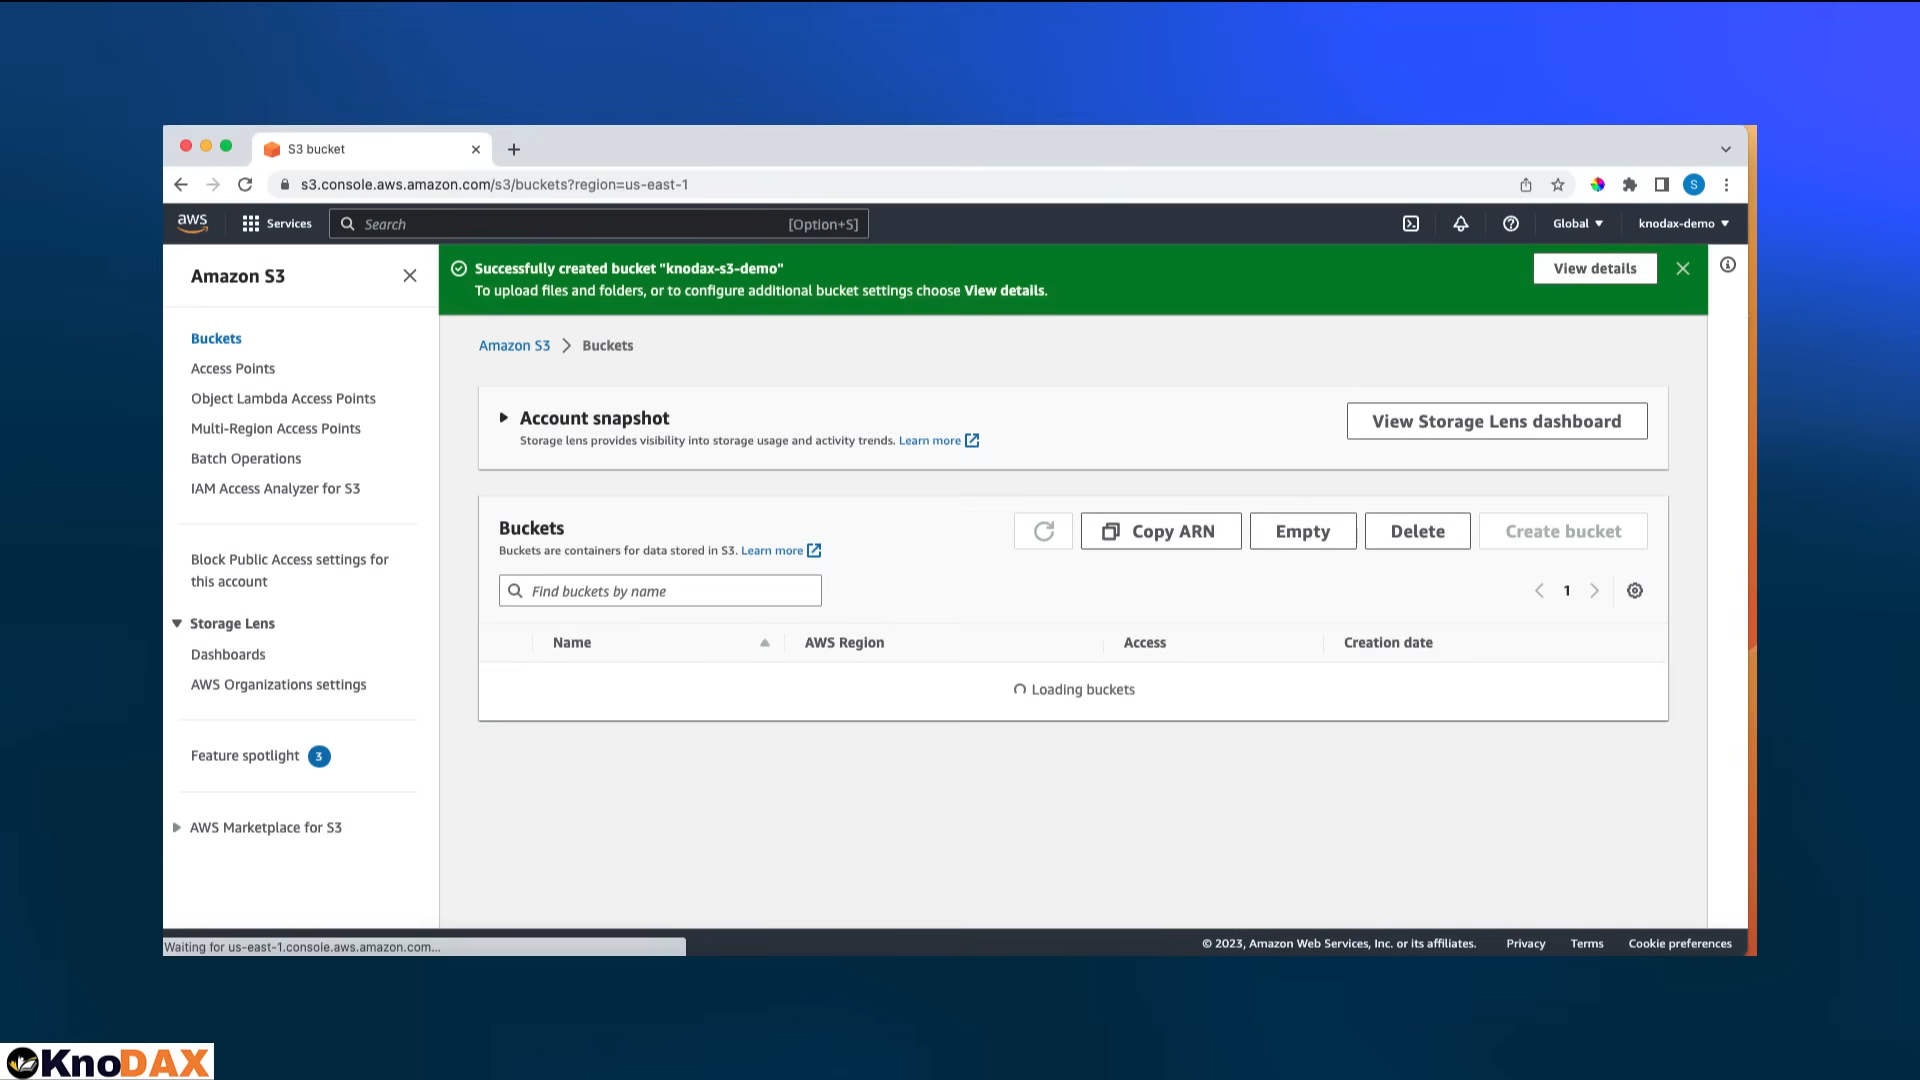 S3 bucket
s3.console.aws.amazon.com/s3/buckets?region=us-east-1
S
aws
Services
Search
[Option+S]
Global
knodax-demo
Amazon S3
Successfully created bucket "knodax-s3-demo"
To upload files and folders, or to configure additional bucket settings choose View details.
View details
Buckets
Access Points
Object Lambda Access Points
Multi-Region Access Points
Batch Operations
IAM Access Analyzer for S3
Block Public Access settings for
this account
Storage Lens
Dashboards
AWS Organizations settings
Feature spotlight 3
AWS Marketplace for S3
Amazon S3 Buckets
Account snapshot
Storage lens provides visibility into storage usage and activity trends. Learn more
View Storage Lens dashboard
Buckets
Buckets are containers for data stored in S3. Learn more
Copy ARN
Empty
Delete
Create bucket
Find buckets by name
1
Name
AWS Region
Access
Creation date
Loading buckets
Waiting for us-east-1.console.aws.amazon.com...
© 2023, Amazon Web Services, Inc. or its affiliates.
Privacy
Terms
Cookie preferences
KnoDAX